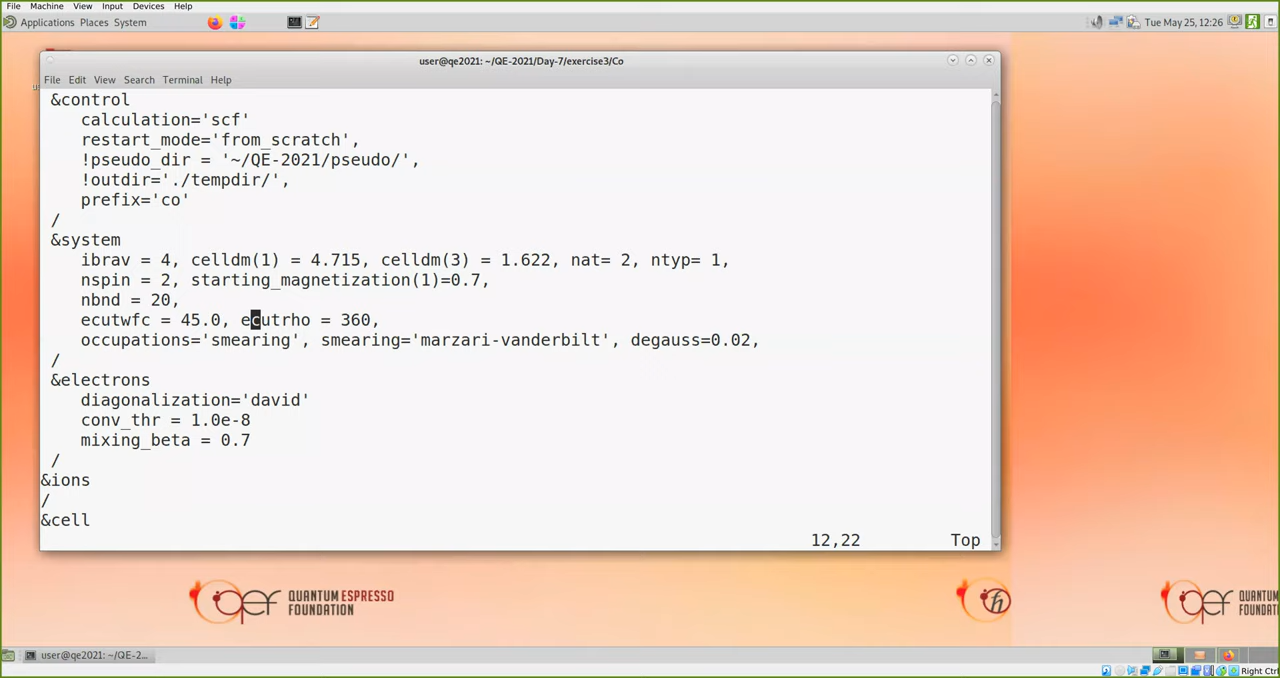 File Machine View Input Devices Help
Applications Places System
Tue May 25, 12:26
user@qe2021: ~/QE-2021/Day-7/exercise3/Co
File Edit View Search Terminal Help
&control
calculation='scf'
restart_mode='from_scratch',
!pseudo_dir = '~/QE-2021/pseudo/',
!outdir='./tempdir/',
prefix='co'
/
&system
ibrav = 4, celldm(1) = 4.715, celldm(3) = 1.622, nat= 2, ntyp= 1,
nspin = 2, starting_magnetization(1)=0.7,
nbnd = 20,
ecutwfc = 45.0, ecutrho = 360,
occupations='smearing', smearing='marzari-vanderbilt', degauss=0.02,
/
&electrons
diagonalization='david'
conv_thr = 1.0e-8
mixing_beta = 0.7
/
&ions
/
&cell
12,22 Top
QUANTUM ESPRESSO
FOUNDATION
user@qe2021: ~/QE-2...
Right Ctrl